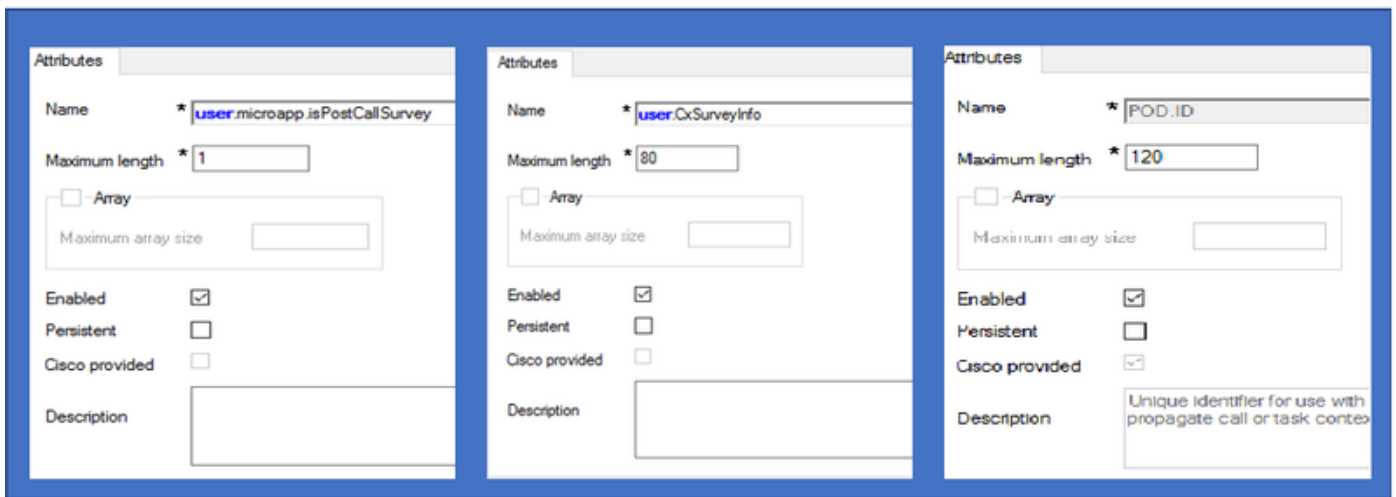 Attributes
Name * user.microapp.isPostCallSurvey
Maximum length * 1
Array
Maximum array size
Enabled
Persistent
Cisco provided
Description
Attributes
Name * user.CxSurveyInfo
Maximum length * 80
Array
Maximum array size
Enabled
Persistent
Cisco provided
Description
Attributes
Name * POD.ID
Maximum length * 120
Array
Maximum array size
Enabled
Persistent
Cisco provided
Description
Unique identifier for use with
propagate call or task contex